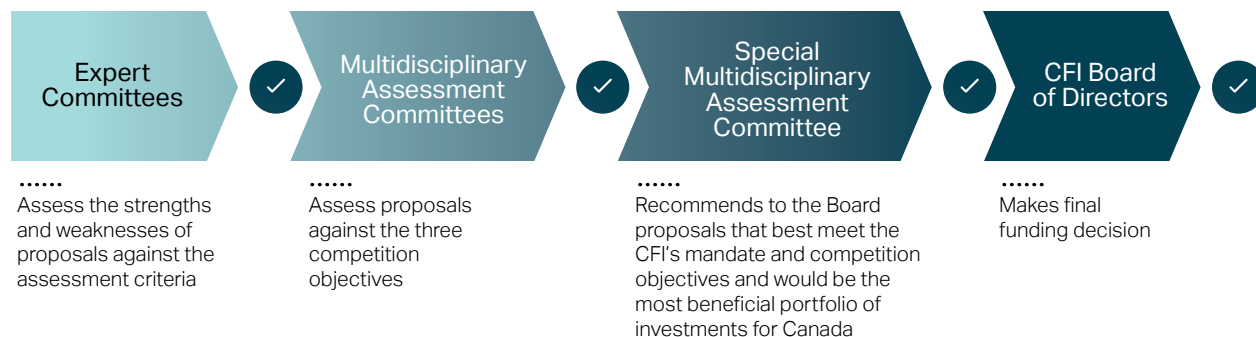 Expert
Committees
Multidisciplinary
Assessment
Committees
Special
Multidisciplinary
Assessment
Committee
CFI Board
of Directors
......
Assess the strengths
and weaknesses of
proposals against the
assessment criteria
......
Assess proposals
against the three
competition
objectives
......
Recommends to the Board
proposals that best meet the
CFI’s mandate and competition
objectives and would be the
most beneficial portfolio of
investments for Canada
......
Makes final
funding decision